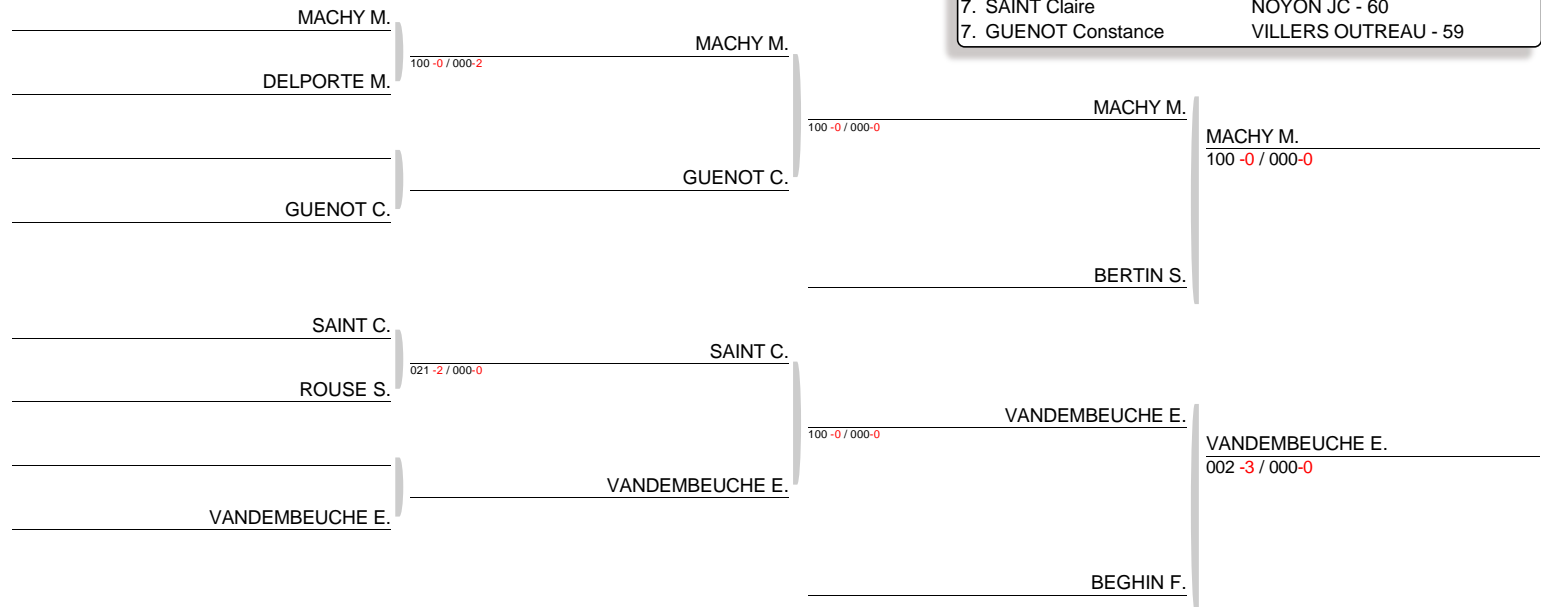 7. SAINT Claire NOYON JC - 60
7. GUENOT Constance VILLERS OUTREAU - 59
MACHY M.
DELPORTE M.
GUENOT C.
SAINT C.
ROUSE S.
VANDEMBEUCHE E.
MACHY M.
100 -0 / 000-2
GUENOT C.
SAINT C.
021 -2 / 000-0
VANDEMBEUCHE E.
MACHY M.
100 -0 / 000-0
BERTIN S.
VANDEMBEUCHE E.
100 -0 / 000-0
BEGHIN F.
MACHY M.
100 -0 / 000-0
VANDEMBEUCHE E.
002 -3 / 000-0